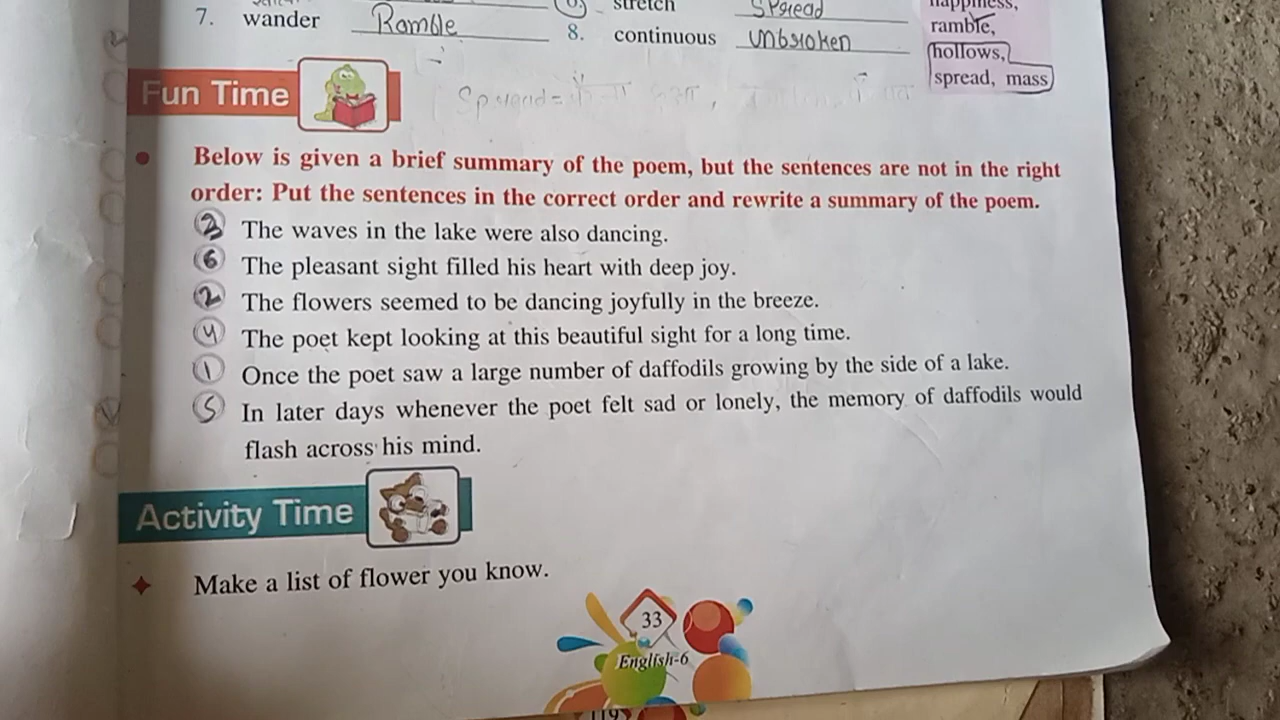 stretch Spread happiness,
7. wander Ramble 8. continuous Unbroken ramble,
hollows,
spread, mass
Fun Time
Spread =
Below is given a brief summary of the poem, but the sentences are not in the right
order: Put the sentences in the correct order and rewrite a summary of the poem.
3 The waves in the lake were also dancing.
6 The pleasant sight filled his heart with deep joy.
2 The flowers seemed to be dancing joyfully in the breeze.
4 The poet kept looking at this beautiful sight for a long time.
1 Once the poet saw a large number of daffodils growing by the side of a lake.
5 In later days whenever the poet felt sad or lonely, the memory of daffodils would
flash across his mind.
Activity Time
Make a list of flower you know.
33
English-6
119